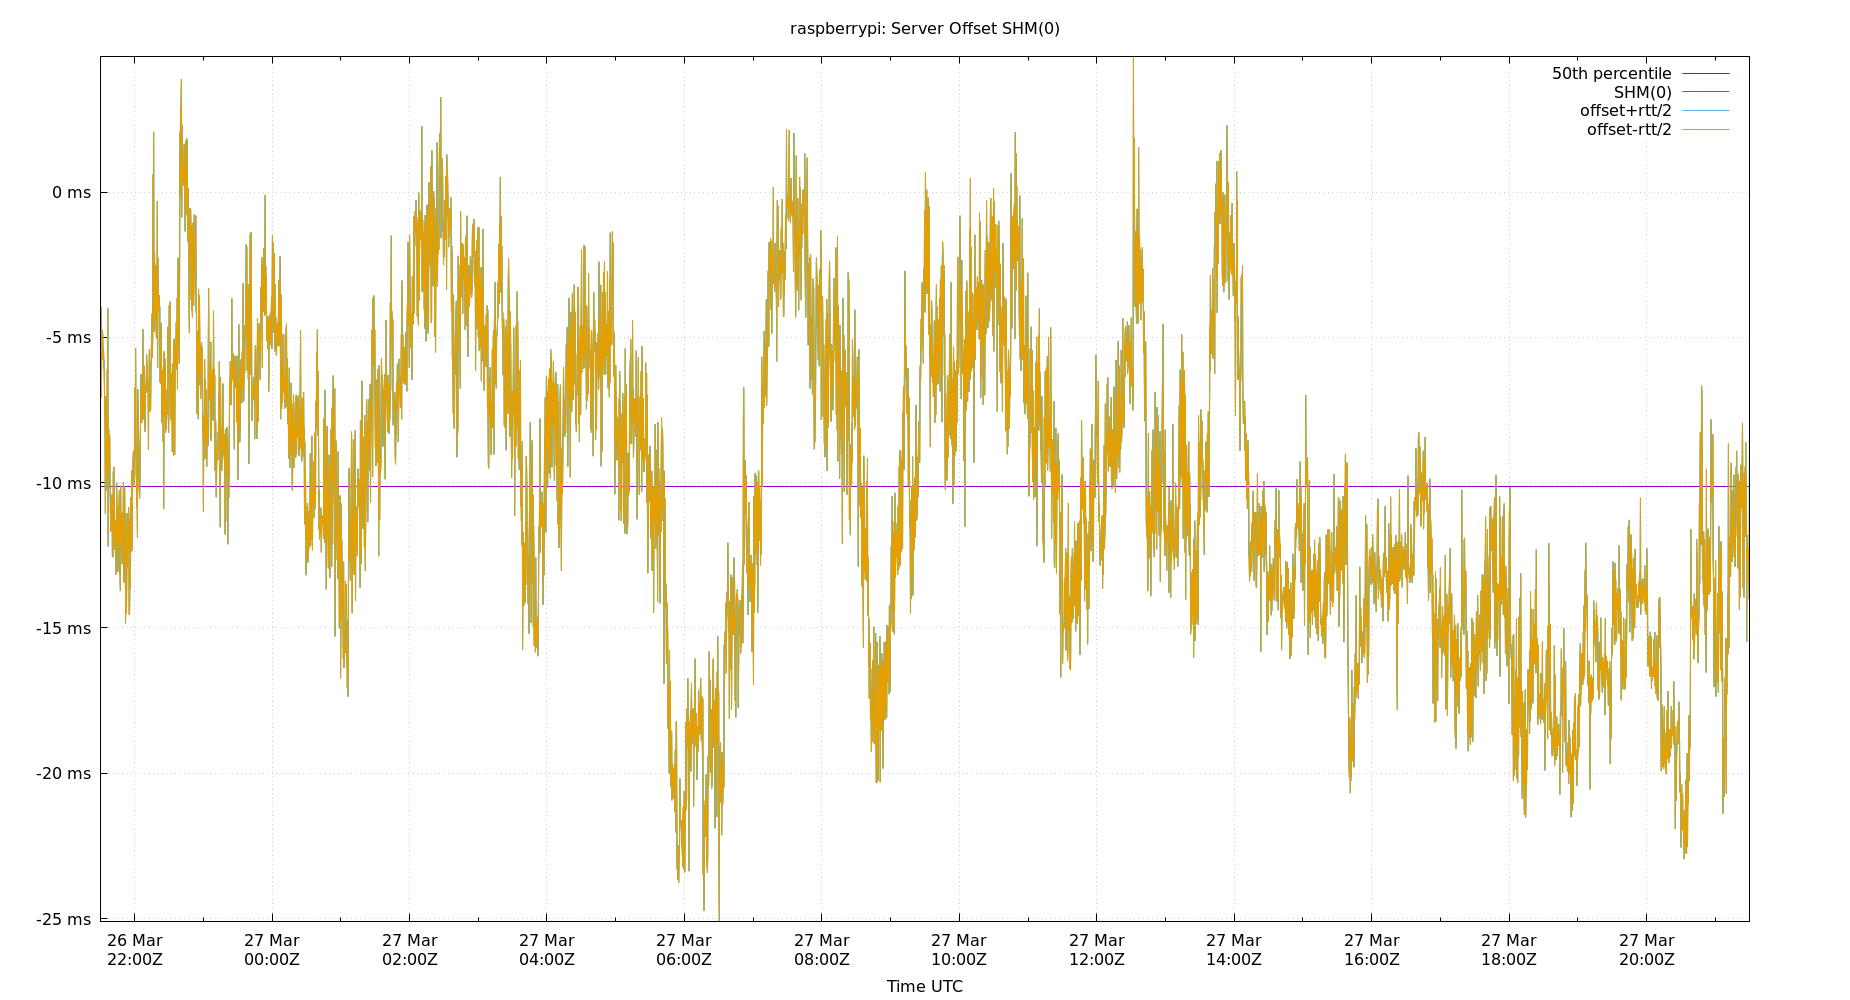 raspberrypi: Server Offset SHM(0)
50th percentile
SHM(0)
offset+rtt/2
offset-rtt/2
0 ms
-5 ms
-10 ms
-15 ms
-20 ms
-25 ms
26 Mar 27 Mar 27 Mar 27 Mar 27 Mar 27 Mar 27 Mar 27 Mar 27 Mar 27 Mar 27 Mar 27 Mar
22:00Z 00:00Z 02:00Z 04:00Z 06:00Z 08:00Z 10:00Z 12:00Z 14:00Z 16:00Z 18:00Z 20:00Z
Time UTC